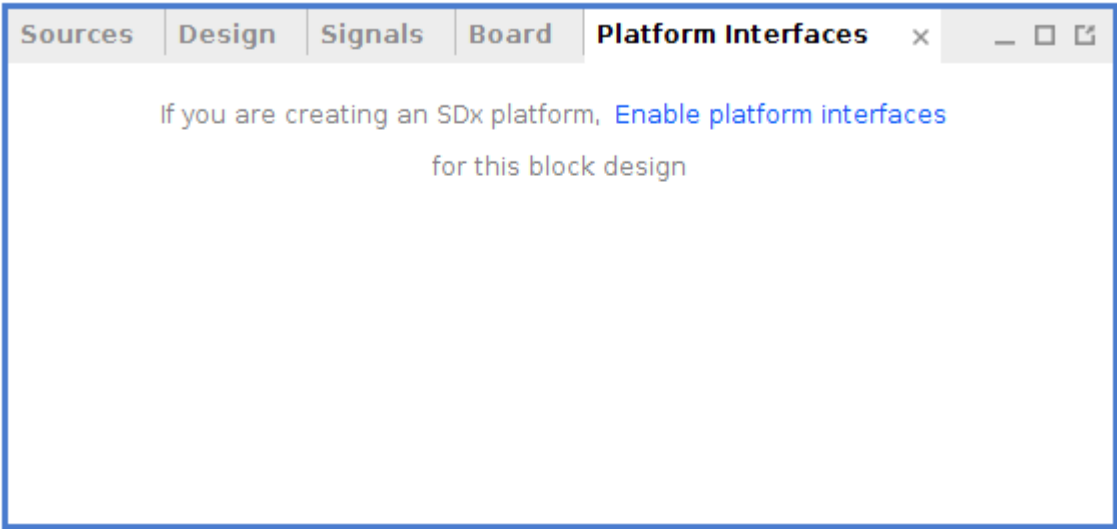 Sources Design Signals Board Platform Interfaces
If you are creating an SDx platform, Enable platform interfaces
for this block design